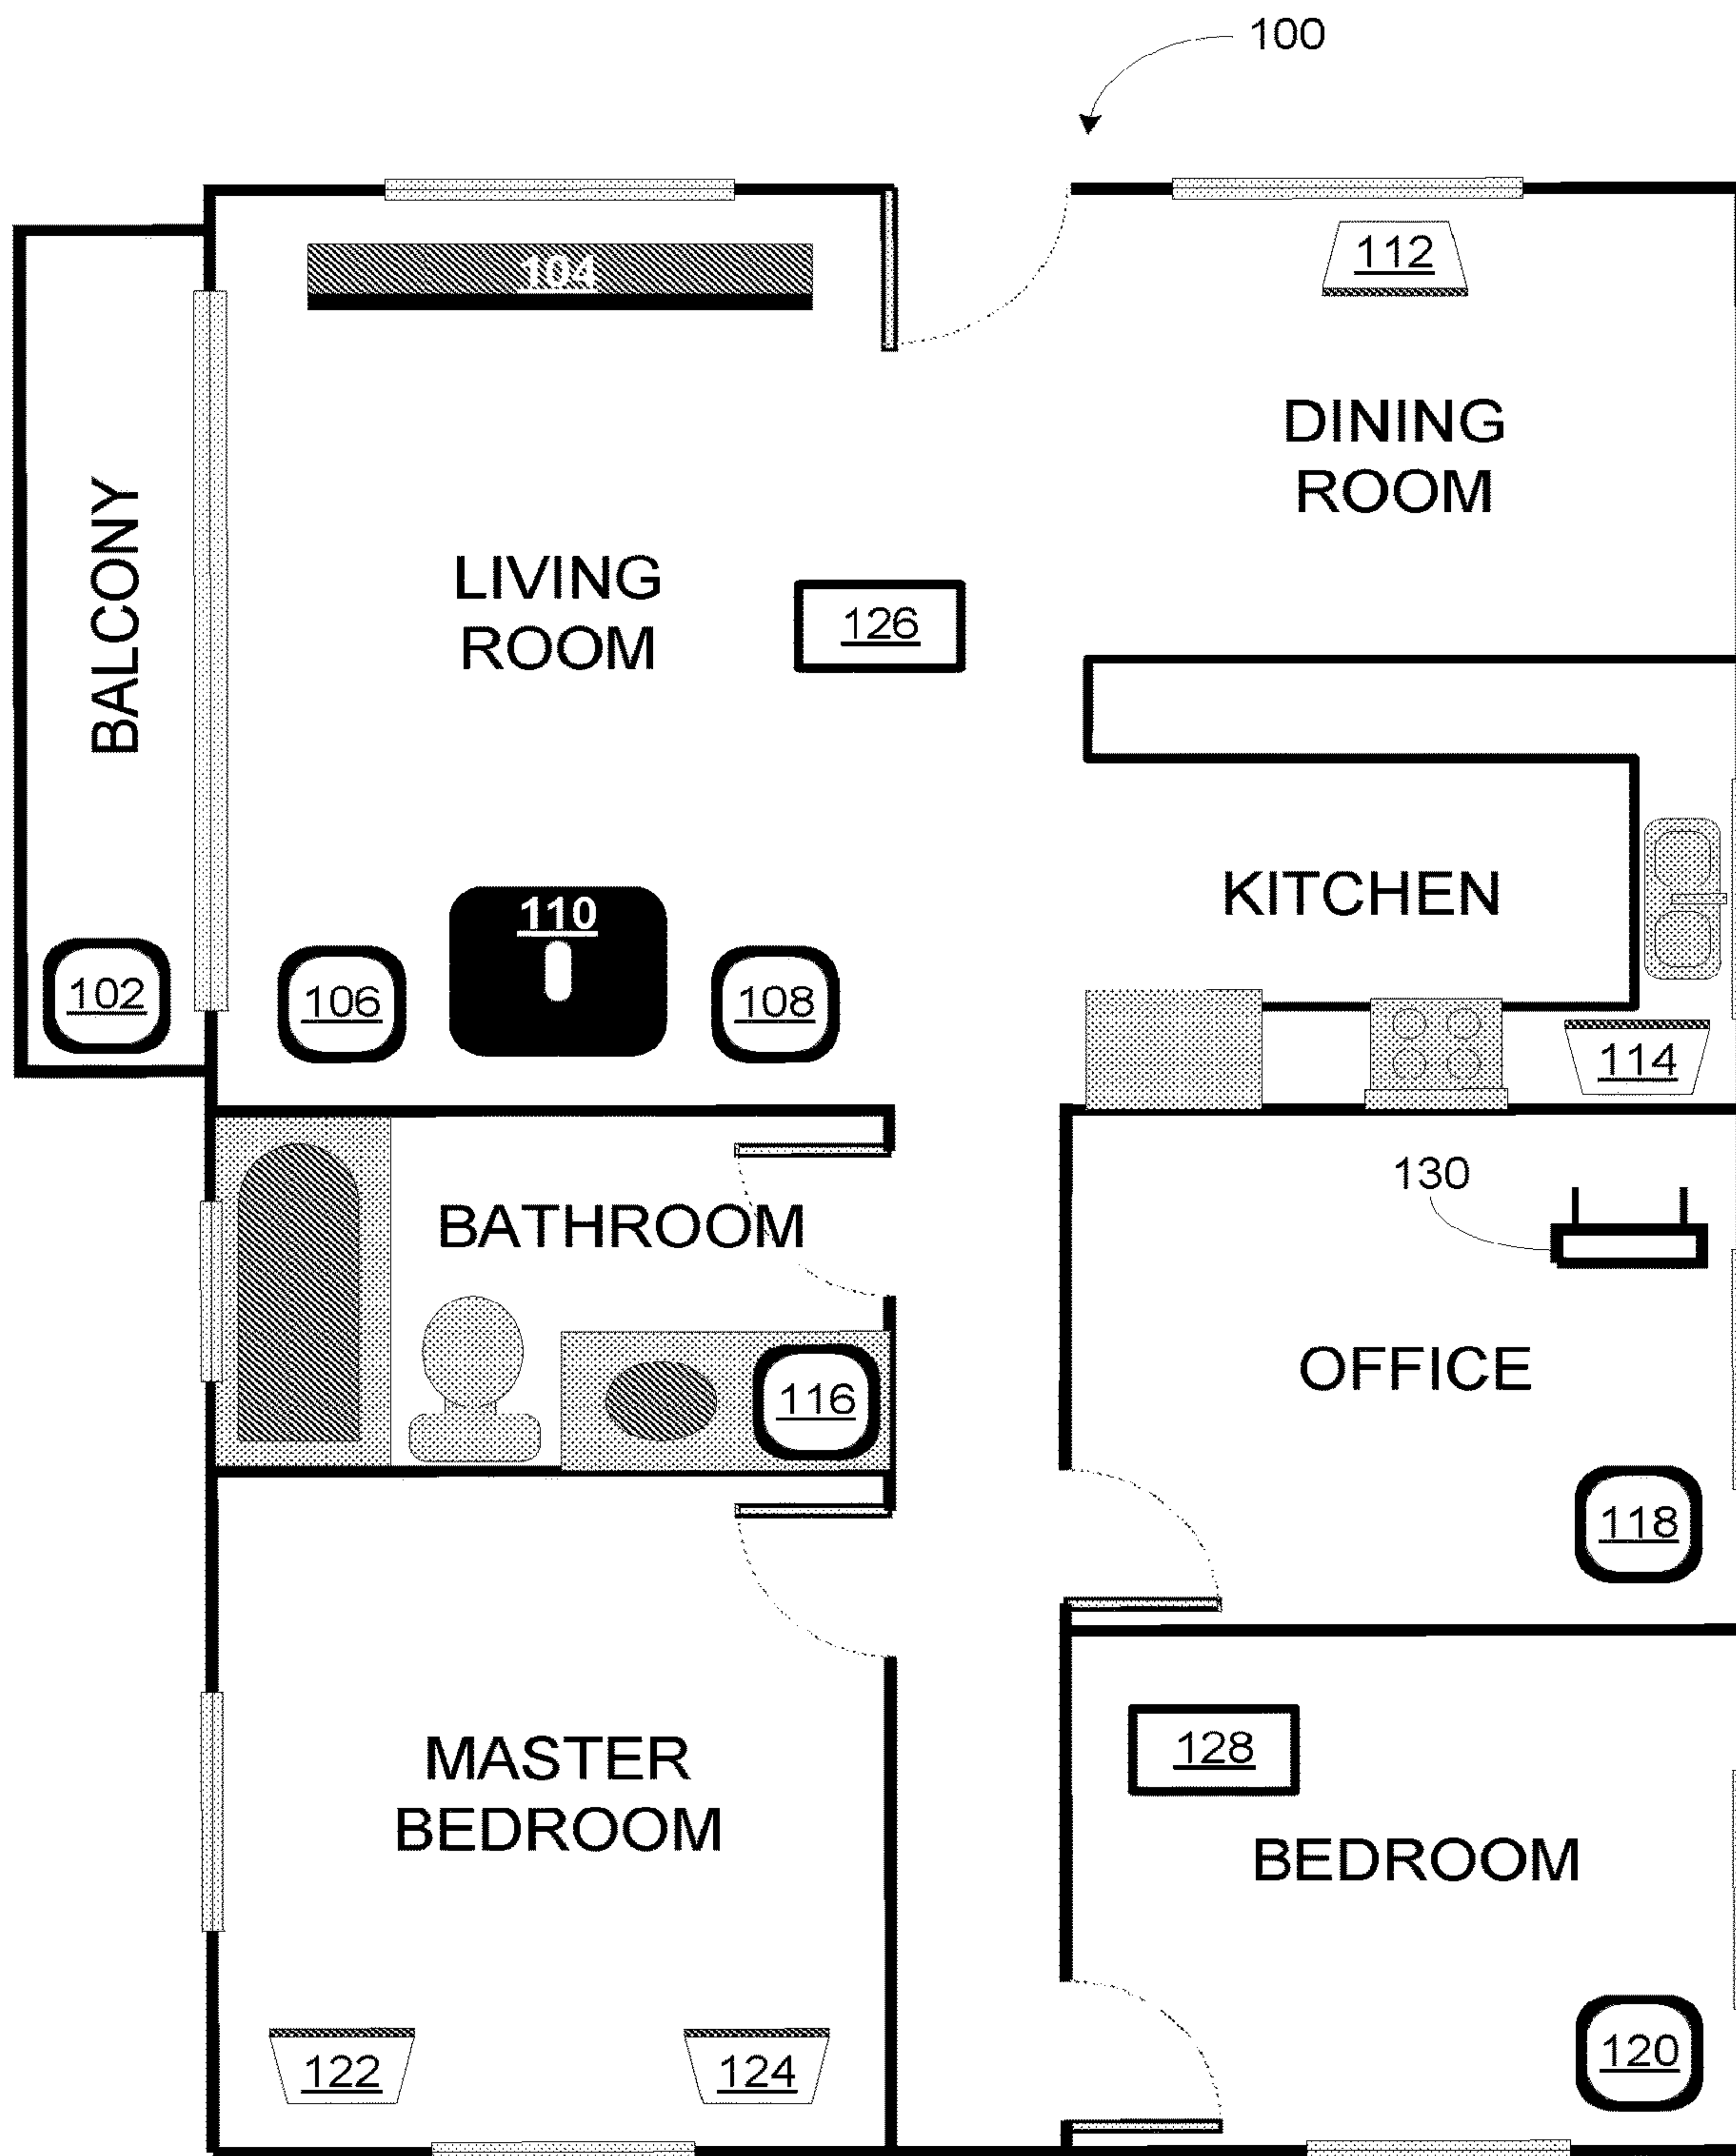 100
104
112
DINING
ROOM
BALCONY
LIVING
ROOM
126
KITCHEN
110
102
106
108
114
130
BATHROOM
OFFICE
116
118
128
MASTER
BEDROOM
BEDROOM
122
124
120